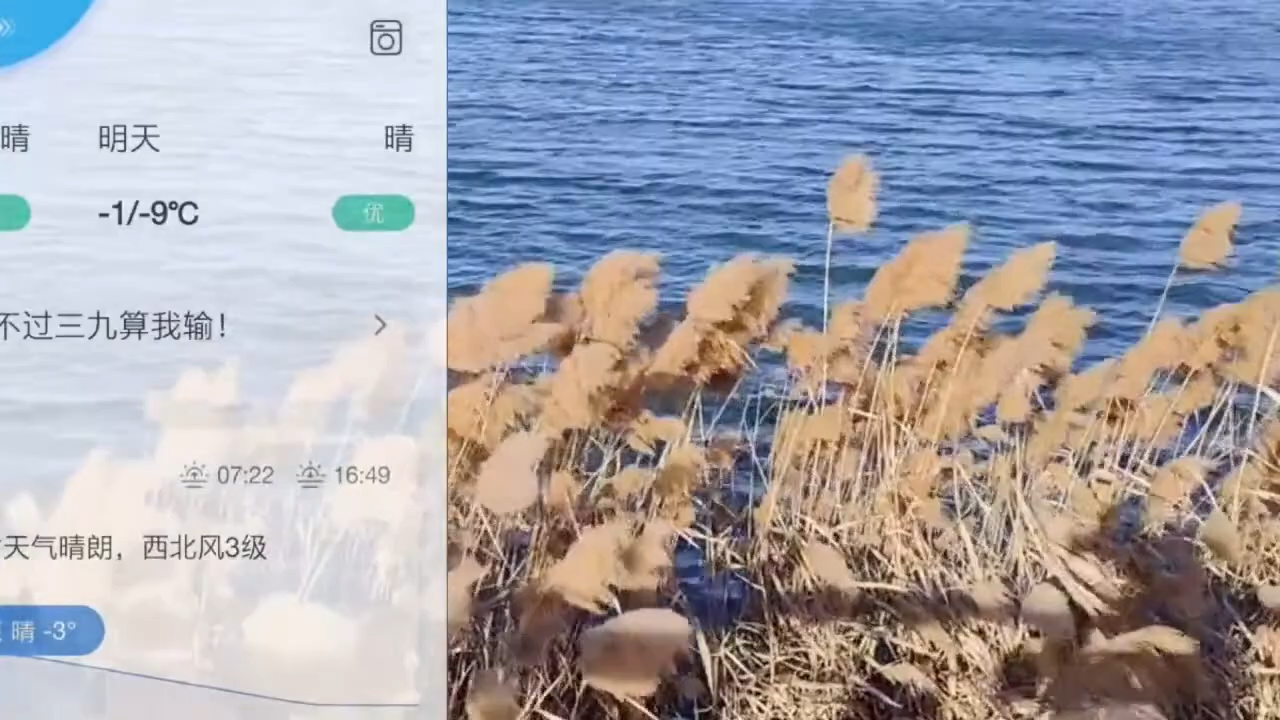 晴 明天 晴
-1/-9℃ 优
不过三九算我输！
07:22 16:49
天气晴朗，西北风3级
晴 -3°